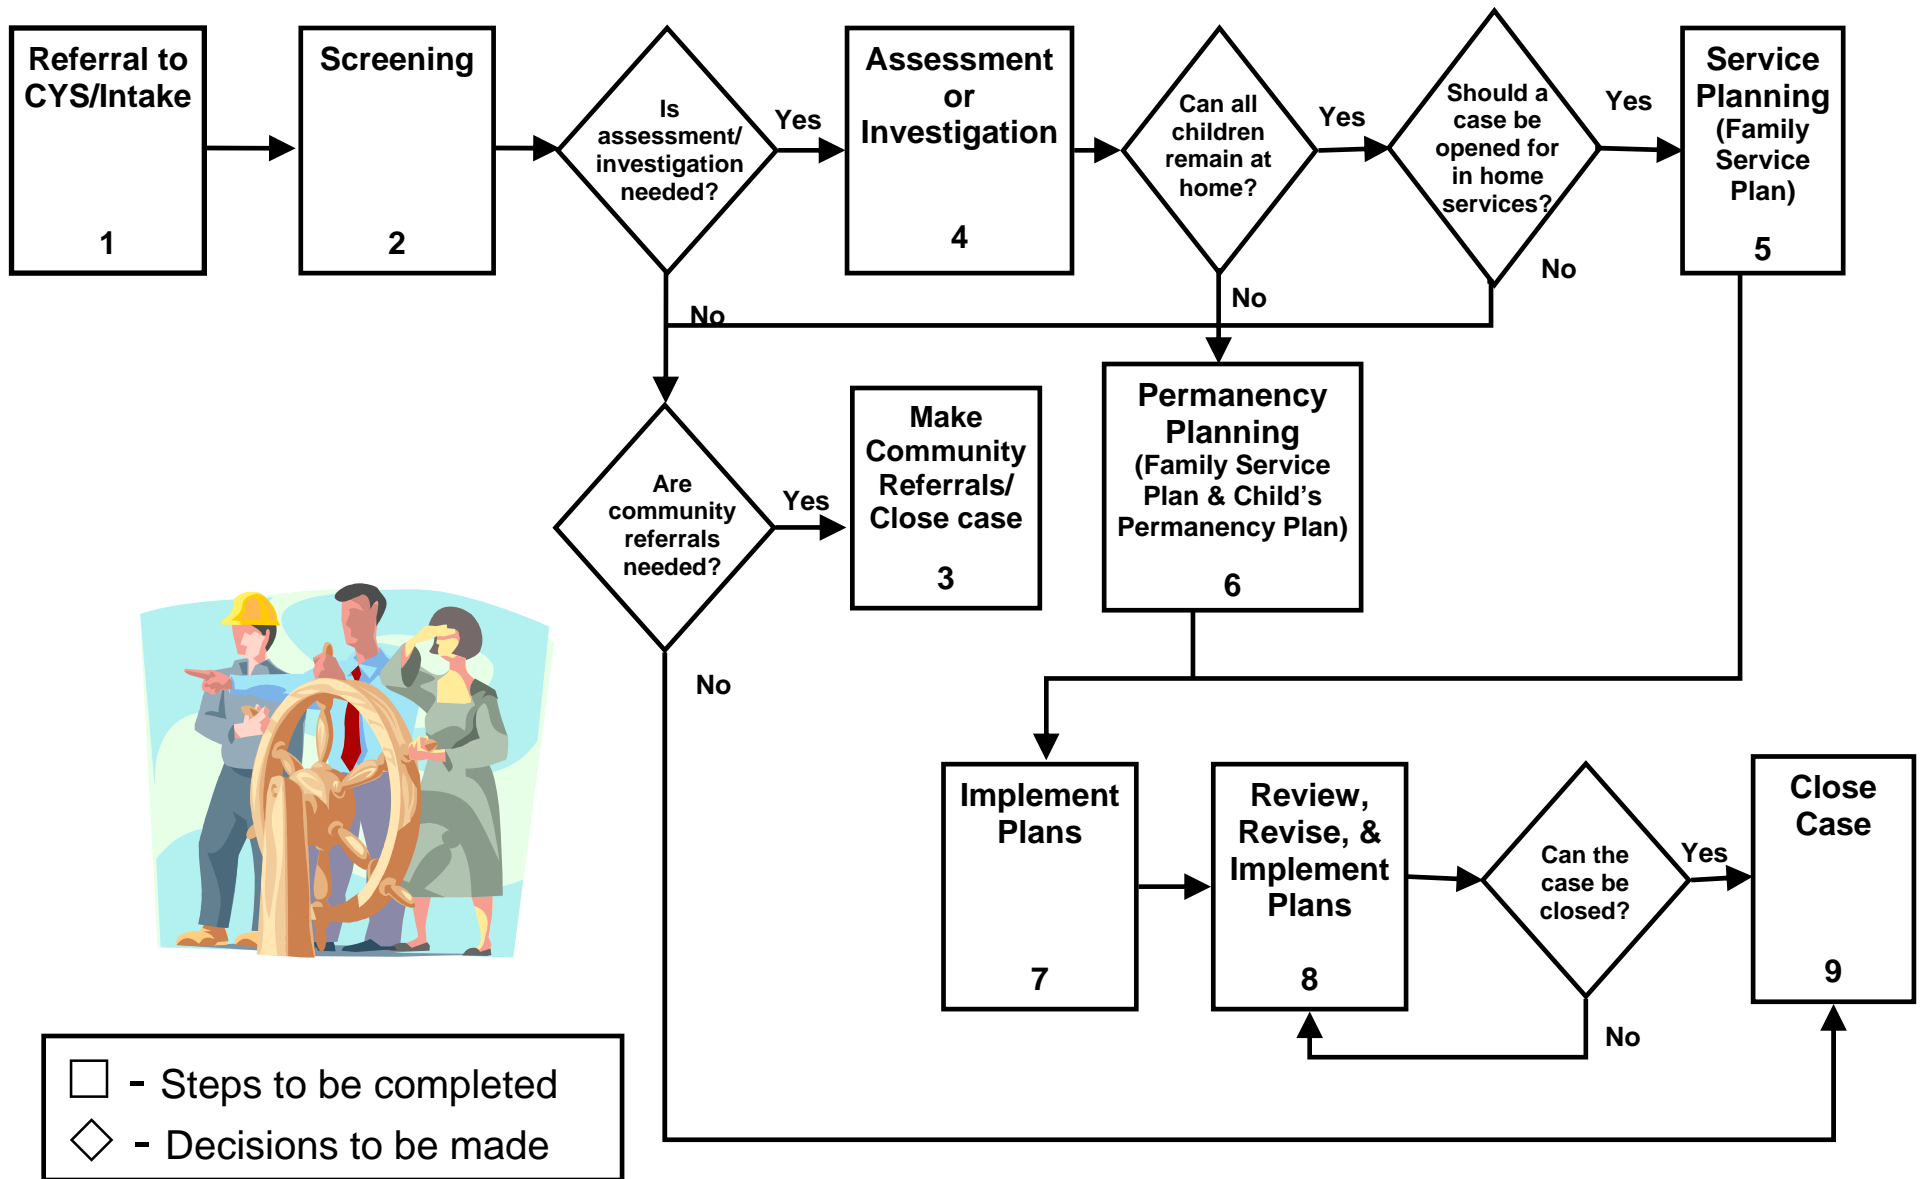 Referral to
CYS/Intake
1
Screening
2
Is
assessment/
investigation
needed?
Yes
No
Assessment
or
Investigation
4
Can all
children
remain at
home?
Yes
No
Should a
case be
opened for
in home
services?
Yes
No
Service
Planning
(Family
Service
Plan)
5
Are
community
referrals
needed?
Yes
No
Make
Community
Referrals/
Close case
3
Permanency
Planning
(Family Service
Plan & Child’s
Permanency Plan)
6
Implement
Plans
7
Review,
Revise, &
Implement
Plans
8
Can the
case be
closed?
Yes
No
Close
Case
9
- Steps to be completed
- Decisions to be made